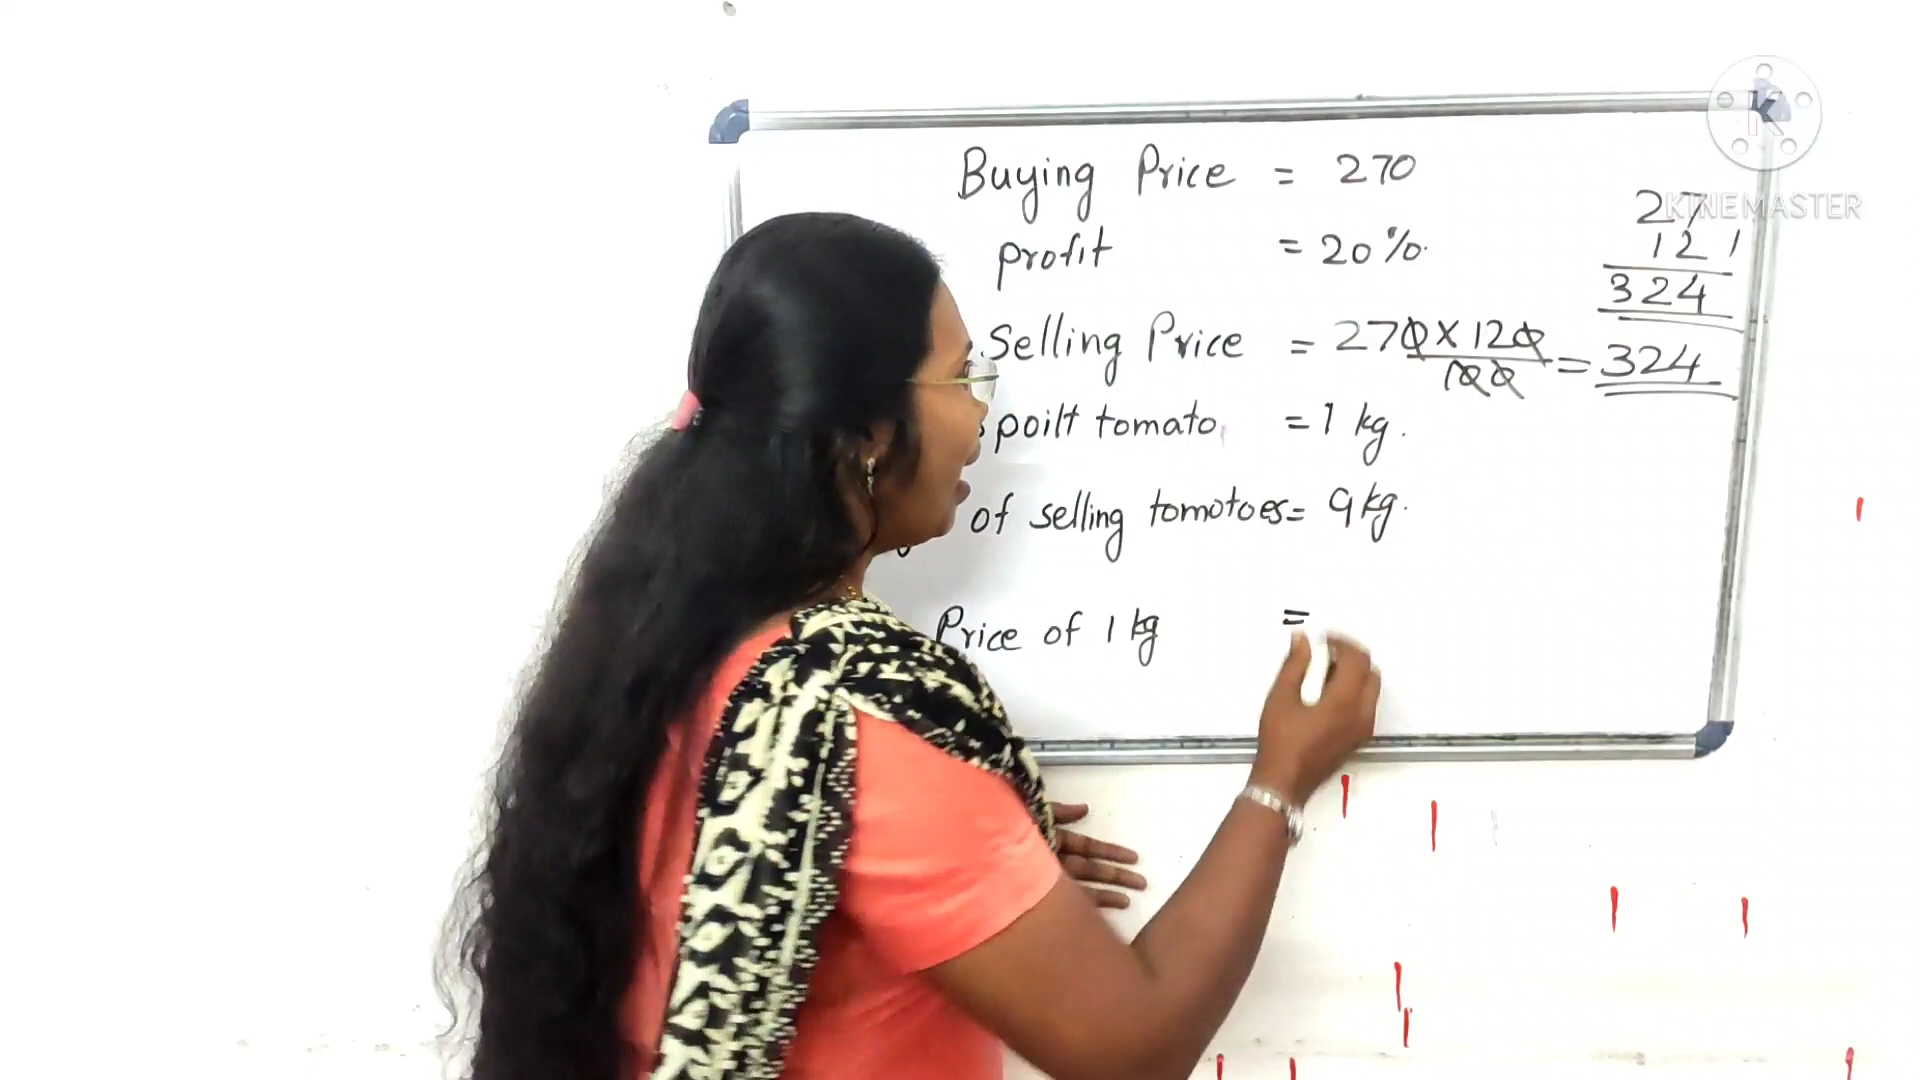 Buying Price = 270
profit = 20%.
Selling Price = 270 x 120 / 100 = 324
27
12 1
324
poilt tomato = 1 kg.
of selling tomotoes = 9 kg.
Price of 1 kg =
K
KINEMASTER